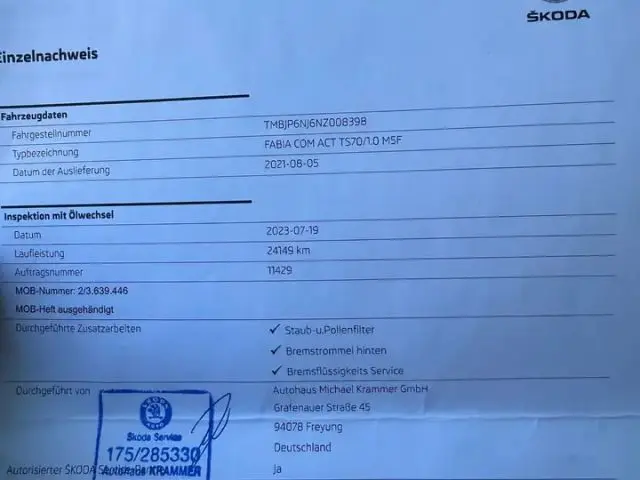 ŠKODA
Einzelnachweis
Fahrzeugdaten
Fahrgestellnummer TMBJP6NJ6NZ008398
Typbezeichnung FABIA COM ACT TS70/1.0 M5F
Datum der Auslieferung 2021-08-05
Inspektion mit Ölwechsel
Datum 2023-07-19
Laufleistung 24149 km
Auftragsnummer 11429
MOB-Nummer: 2/3.639.446
MOB-Heft ausgehändigt
Durchgeführte Zusatzarbeiten ✓ Staub-u.Pollenfilter
✓ Bremstrommel hinten
✓ Bremsflüssigkeits Service
Durchgeführt von Autohaus Michael Krammer GmbH
Grafenauer Straße 45
94078 Freyung
Deutschland
Skoda Service
175/285330
Autorisierter ŠKODA ja
Autohaus KRAMMER